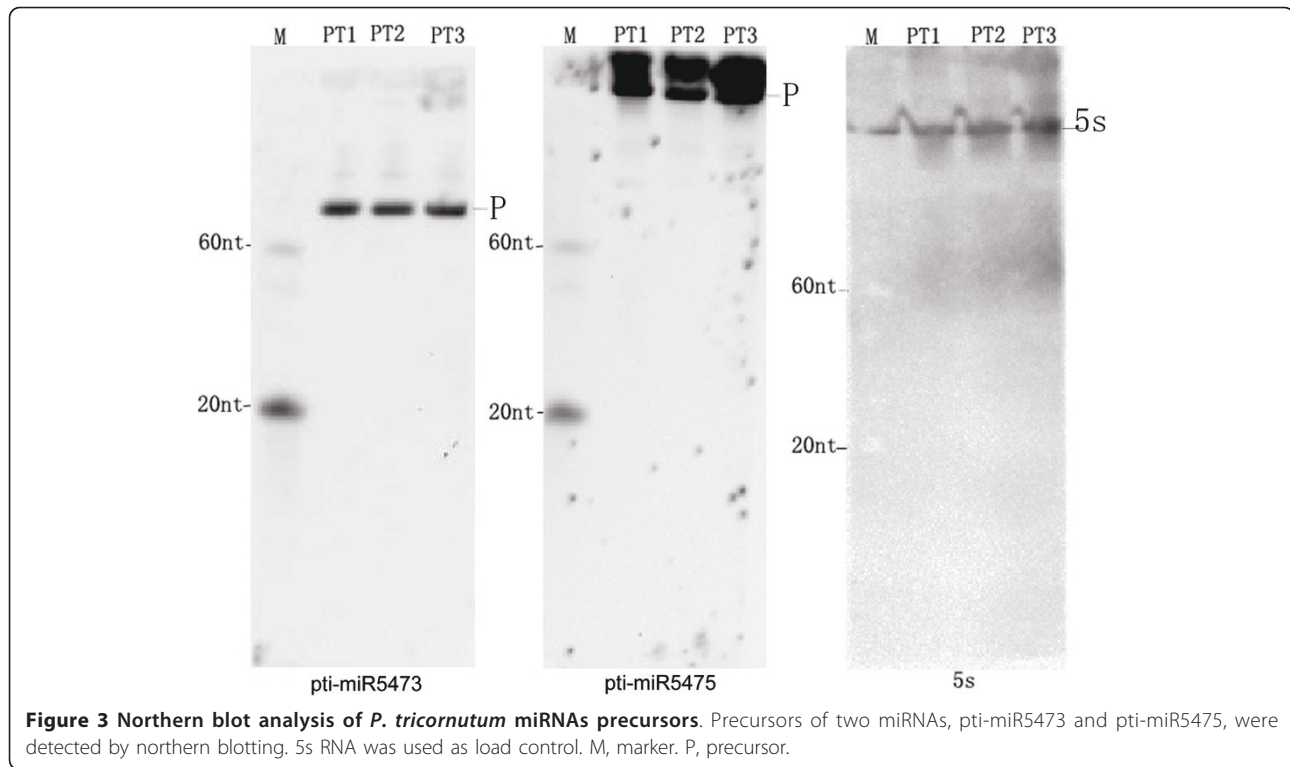 M PT1 PT2 PT3
P
60nt-
20nt-
pti-miR5473
M PT1 PT2 PT3
P
60nt-
20nt-
pti-miR5475
M PT1 PT2 PT3
5s
60nt
20nt
5s
Figure 3 Northern blot analysis of P. tricornutum miRNAs precursors. Precursors of two miRNAs, pti-miR5473 and pti-miR5475, were
detected by northern blotting. 5s RNA was used as load control. M, marker. P, precursor.